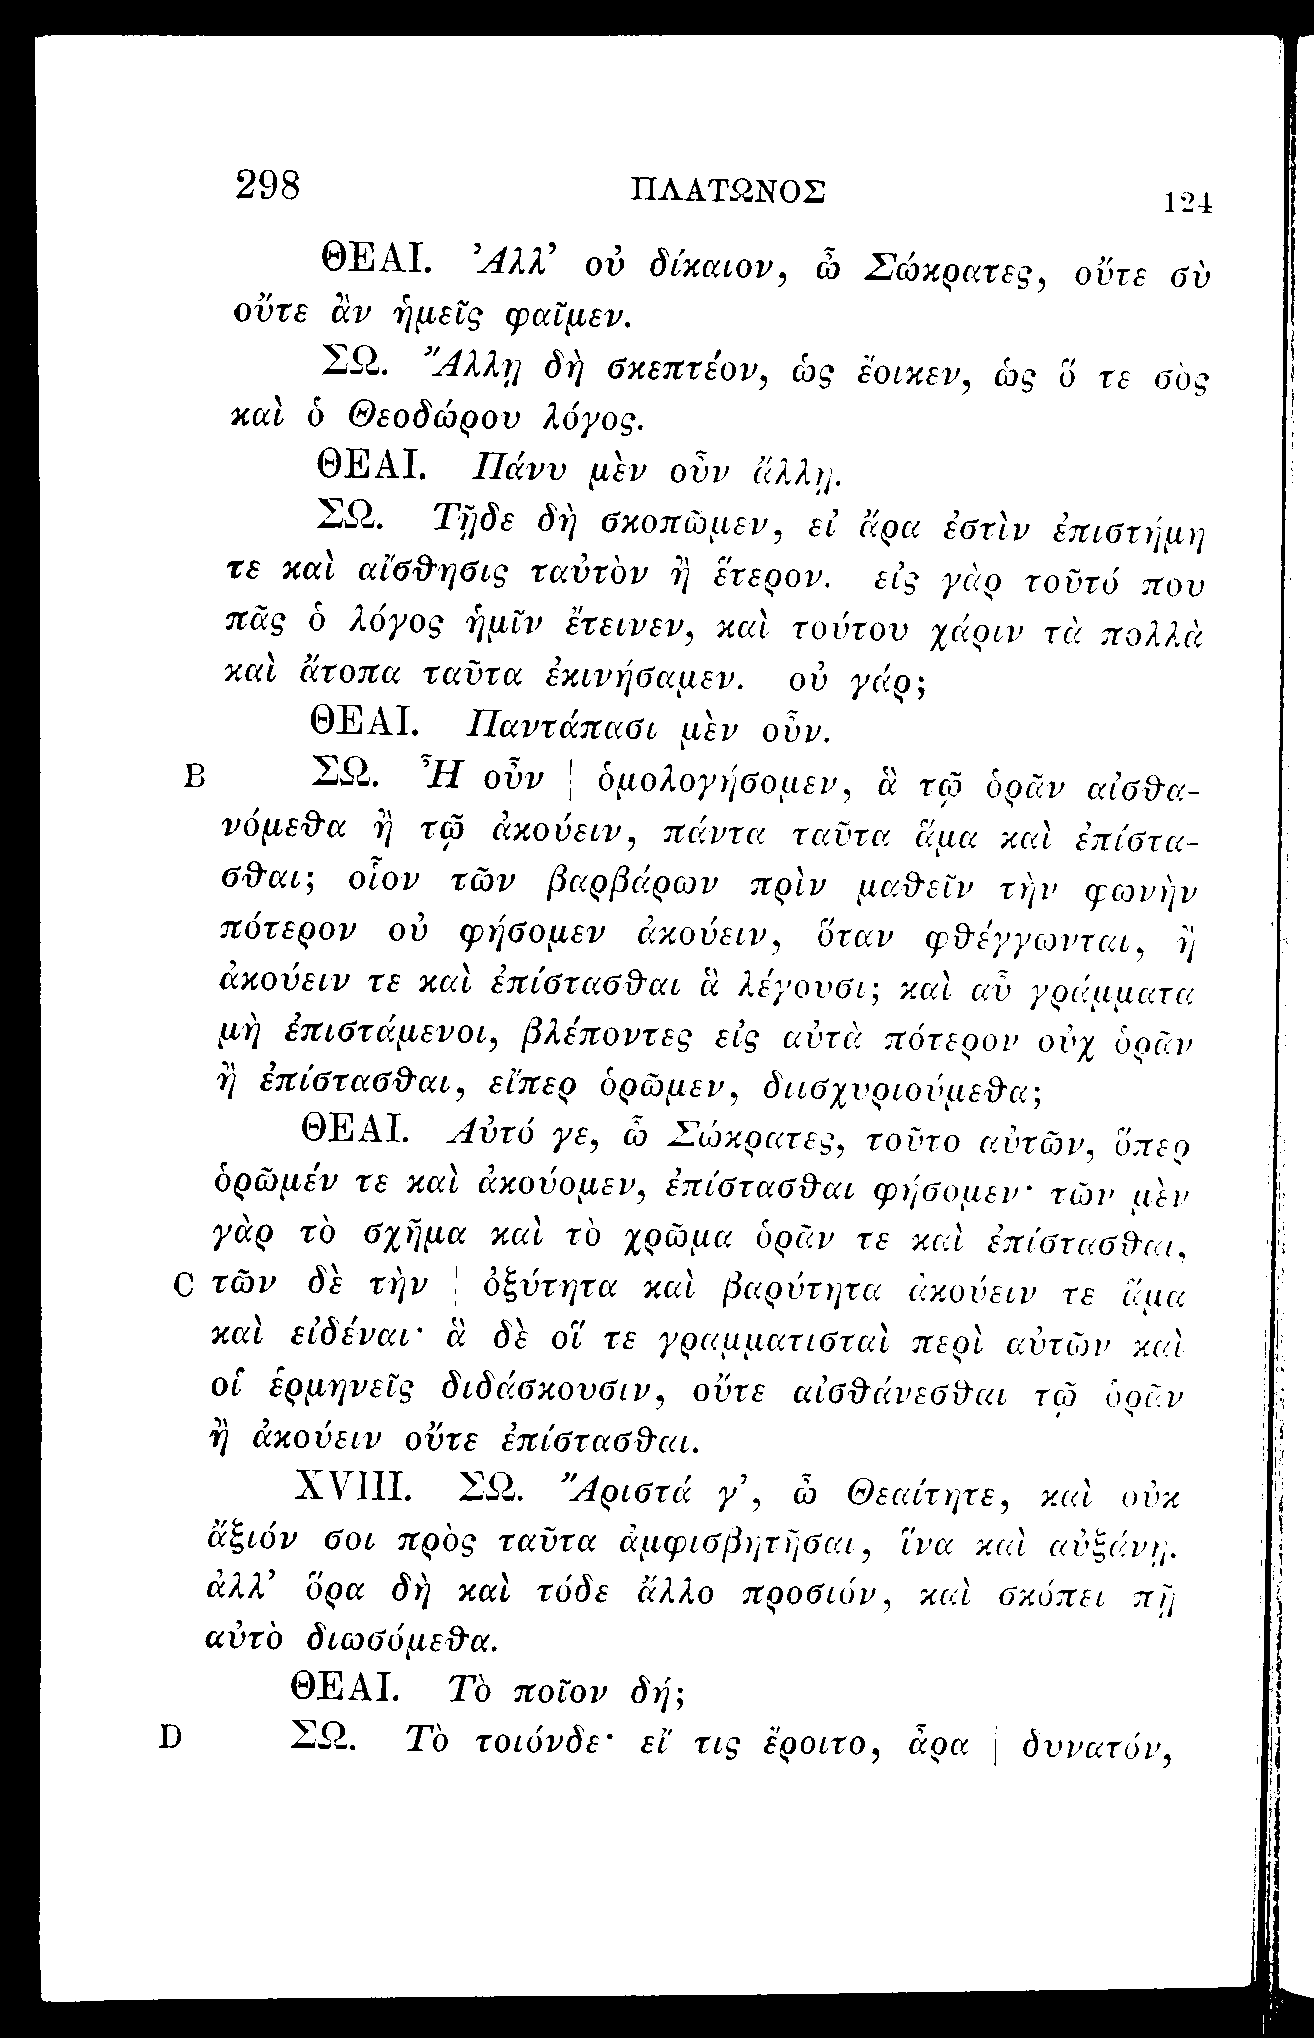 298 ΠΛΑΤΩΝΟΣ 124
ΘΕΑΙ. Ἀλλ’ οὐ δίκαιον, ὦ Σώκρατες, οὔτε σὺ
οὔτε ἂν ἡμεῖς φαῖμεν.
ΣΩ. Ἄλλῃ δὴ σκεπτέον, ὡς ἔοικεν, ὡς ὅ τε σὸς
καὶ ὁ Θεοδώρου λόγος.
ΘΕΑΙ. Πάνυ μὲν οὖν ἄλλῃ.
ΣΩ. Τῇδε δὴ σκοπῶμεν, εἰ ἄρα ἐστὶν ἐπιστήμη
τε καὶ αἴσθησις ταὐτὸν ἢ ἕτερον. εἰς γὰρ τοῦτό που
πᾶς ὁ λόγος ἡμῖν ἔτεινεν, καὶ τούτου χάριν τὰ πολλὰ
καὶ ἄτοπα ταῦτα ἐκινήσαμεν. οὐ γάρ;
ΘΕΑΙ. Παντάπασι μὲν οὖν.
B ΣΩ. Ἦ οὖν | ὁμολογήσομεν, ἃ τῷ ὁρᾶν αἰσθα-
νόμεθα ἢ τῷ ἀκούειν, πάντα ταῦτα ἅμα καὶ ἐπίστα-
σθαι; οἷον τῶν βαρβάρων πρὶν μαθεῖν τὴν φωνὴν
πότερον οὐ φήσομεν ἀκούειν, ὅταν φθέγγωνται, ἢ
ἀκούειν τε καὶ ἐπίστασθαι ἃ λέγουσι; καὶ αὖ γράμματα
μὴ ἐπιστάμενοι, βλέποντες εἰς αὐτὰ πότερον οὐχ ὁρᾶν
ἢ ἐπίστασθαι, εἴπερ ὁρῶμεν, διισχυριούμεθα;
ΘΕΑΙ. Αὐτό γε, ὦ Σώκρατες, τοῦτο αὐτῶν, ὅπερ
ὁρῶμέν τε καὶ ἀκούομεν, ἐπίστασθαι φήσομεν· τῶν μὲν
γὰρ τὸ σχῆμα καὶ τὸ χρῶμα ὁρᾶν τε καὶ ἐπίστασθαι,
C τῶν δὲ τὴν | ὀξύτητα καὶ βαρύτητα ἀκούειν τε ἅμα
καὶ εἰδέναι· ἃ δὲ οἵ τε γραμματισταὶ περὶ αὐτῶν καὶ
οἱ ἑρμηνεῖς διδάσκουσιν, οὔτε αἰσθάνεσθαι τῷ ὁρᾶν
ἢ ἀκούειν οὔτε ἐπίστασθαι.
XVIII. ΣΩ. Ἄριστά γ’, ὦ Θεαίτητε, καὶ οὐκ
ἄξιόν σοι πρὸς ταῦτα ἀμφισβητῆσαι, ἵνα καὶ αὐξάνῃ.
ἀλλ’ ὅρα δὴ καὶ τόδε ἄλλο προσιόν, καὶ σκόπει πῇ
αὐτὸ διωσόμεθα.
ΘΕΑΙ. Τὸ ποῖον δή;
D ΣΩ. Τὸ τοιόνδε· εἴ τις ἔροιτο, ἆρα | δυνατόν,